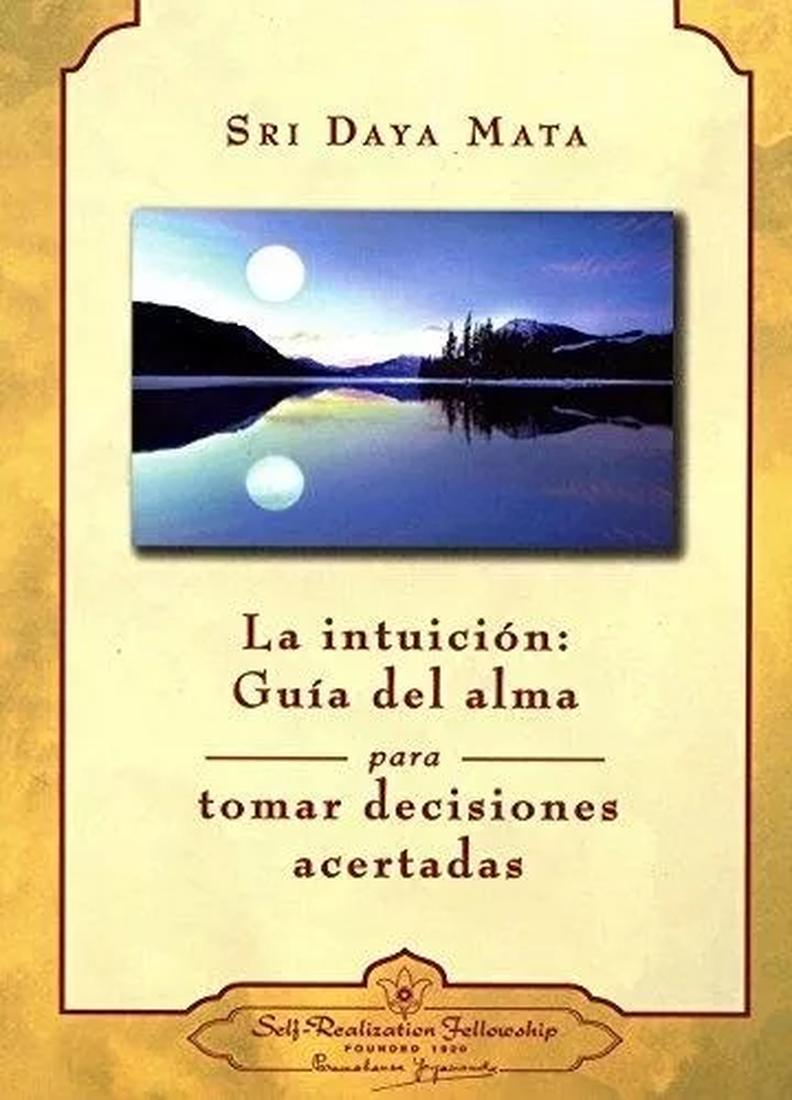 SRI DAYA MATA
La intuición:
Guía del alma
para
tomar decisiones
acertadas
Self-Realization Fellowship
FOUNDED 1920
Paramahansa Yogananda